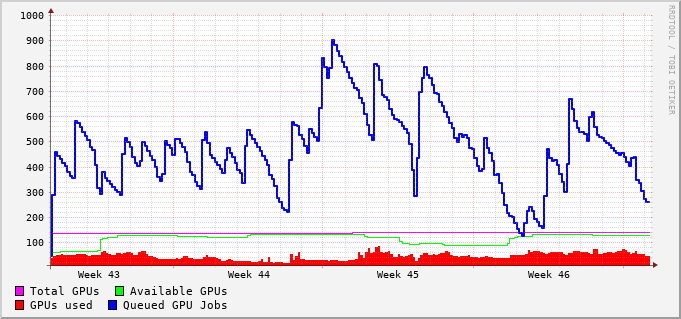 1000
900
800
700
600
500
400
300
200
100
Week 43 Week 44 Week 45 Week 46
Total GPUs Available GPUs
GPUs used Queued GPU Jobs
RRDTOOL / TOBI OETIKER